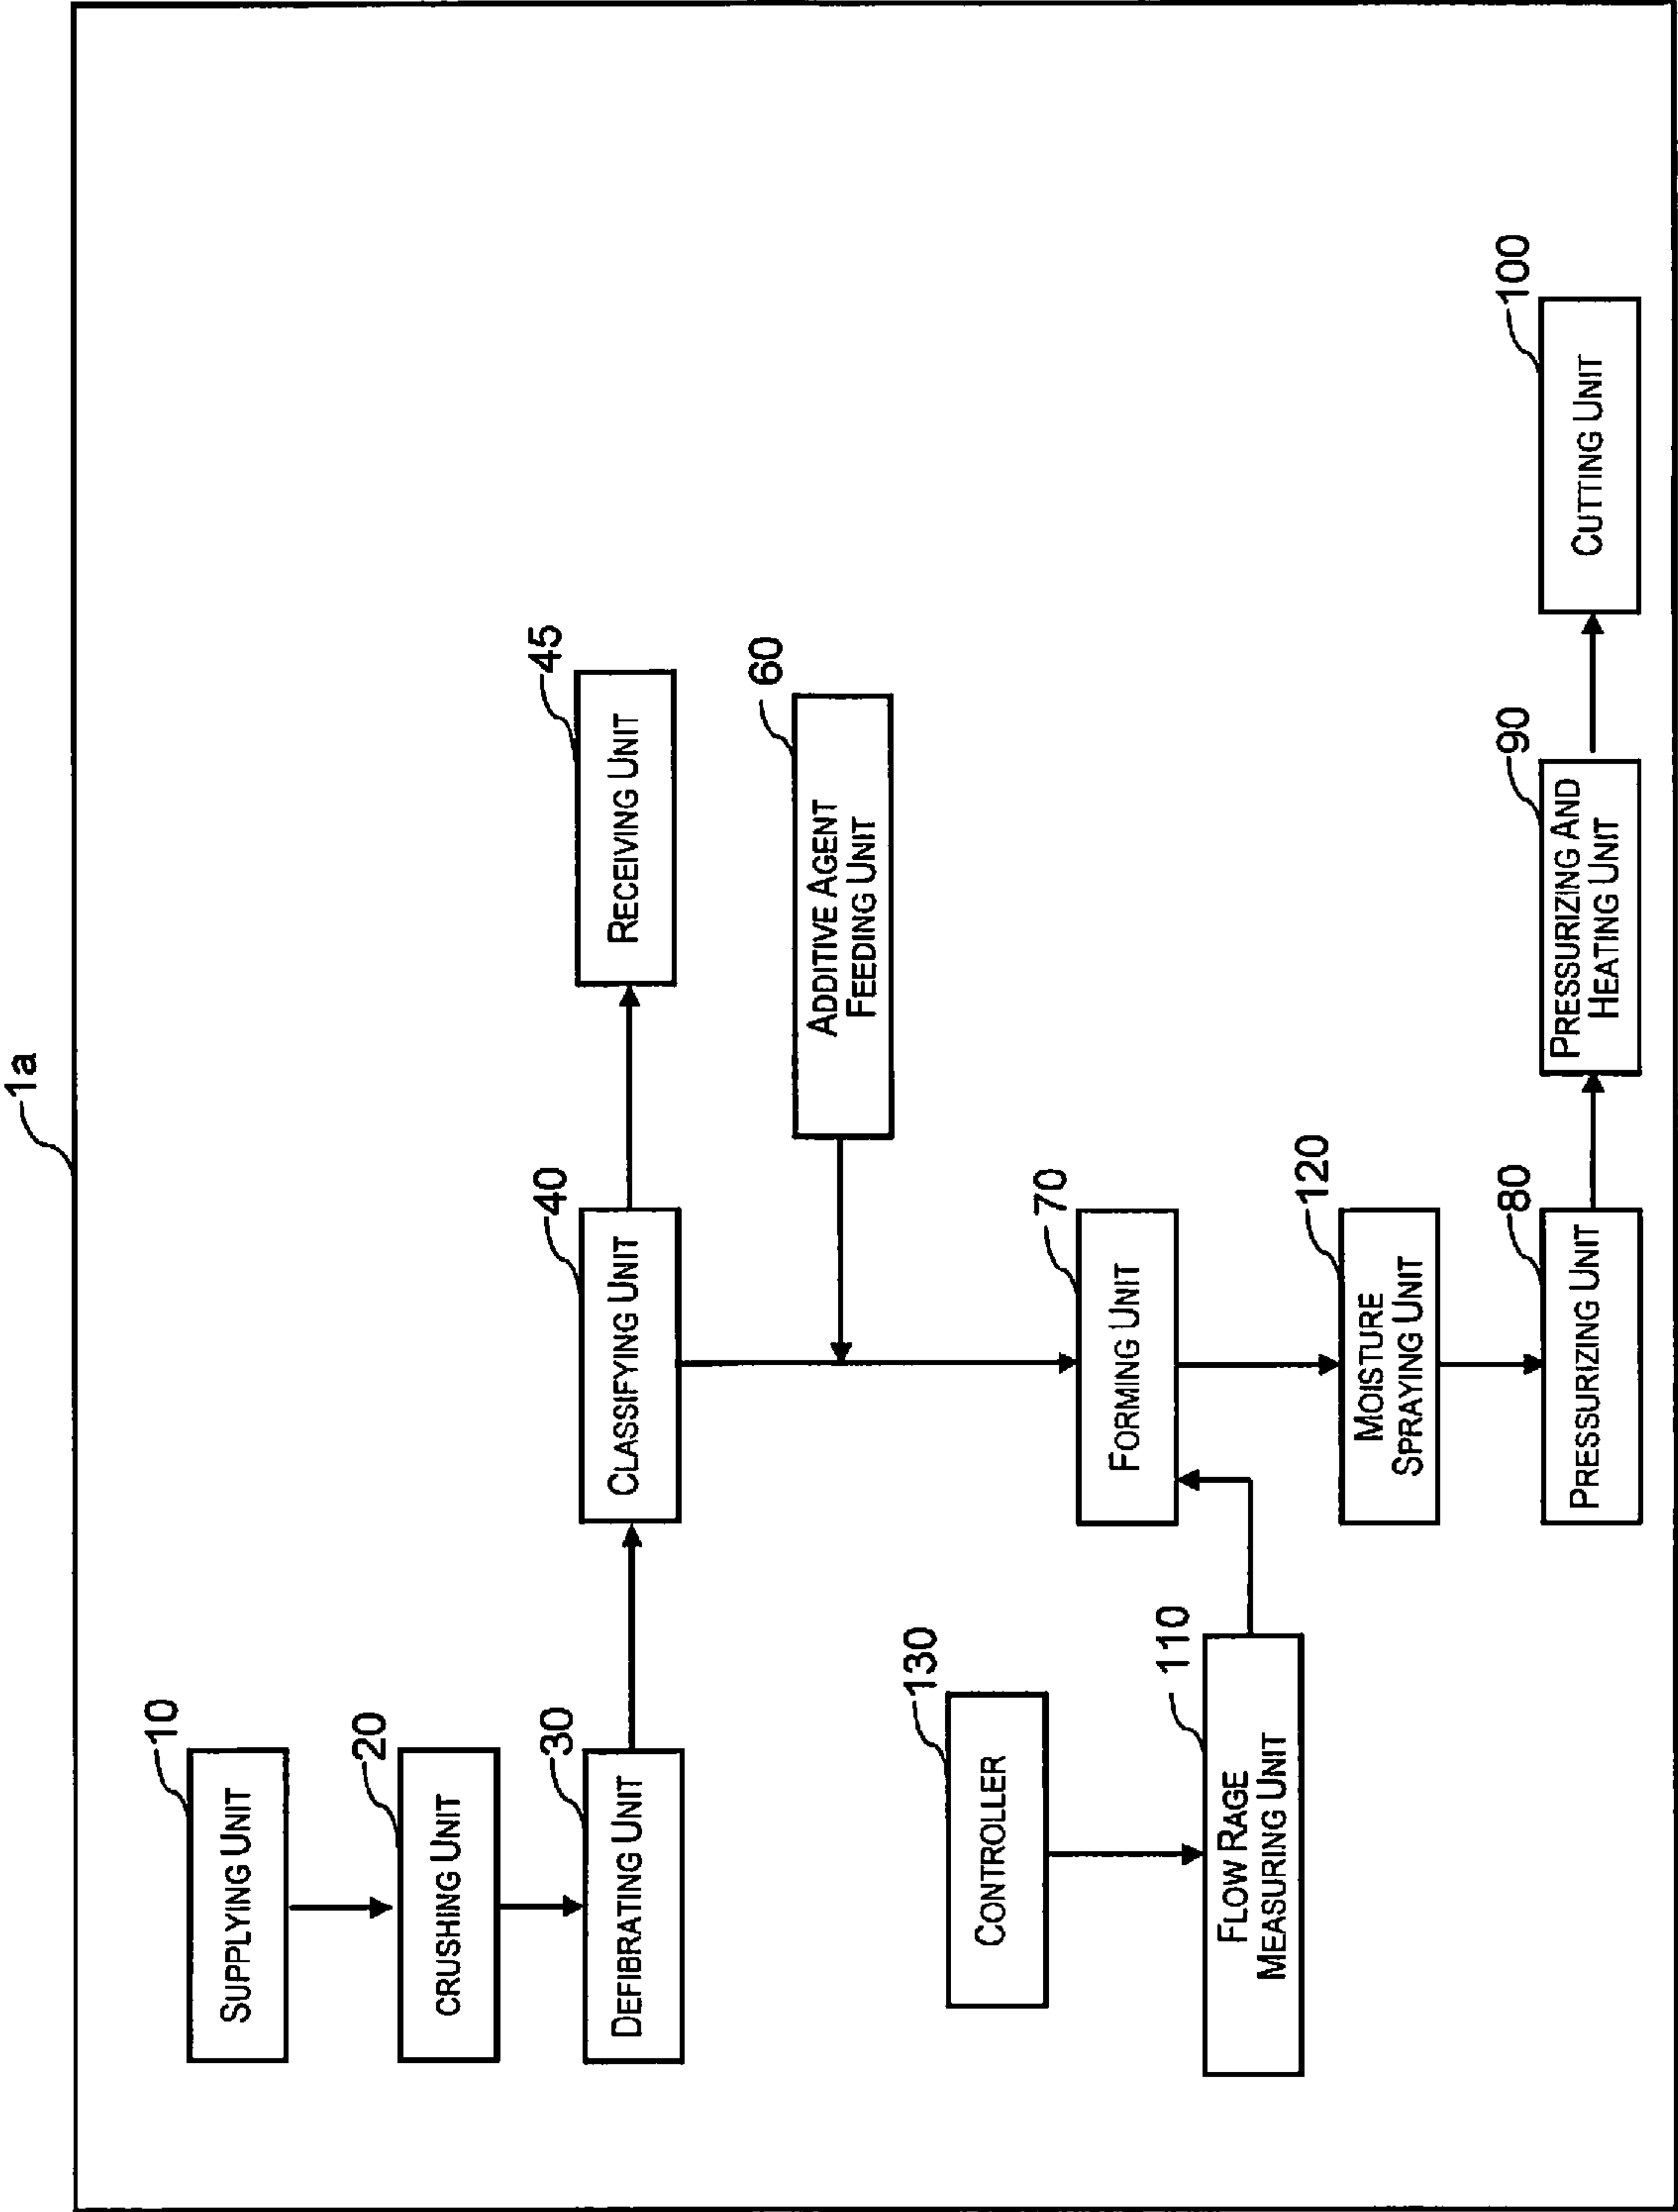 1a
10
SUPPLYING UNIT
20
CRUSHING UNIT
30
DEFIBRATING UNIT
40
CLASSIFYING UNIT
45
RECEIVING UNIT
60
ADDITIVE AGENT
FEEDING UNIT
130
CONTROLLER
110
FLOW RAGE
MEASURING UNIT
70
FORMING UNIT
120
MOISTURE
SPRAYING UNIT
80
PRESSURIZING UNIT
90
PRESSURIZING AND
HEATING UNIT
100
CUTTING UNIT